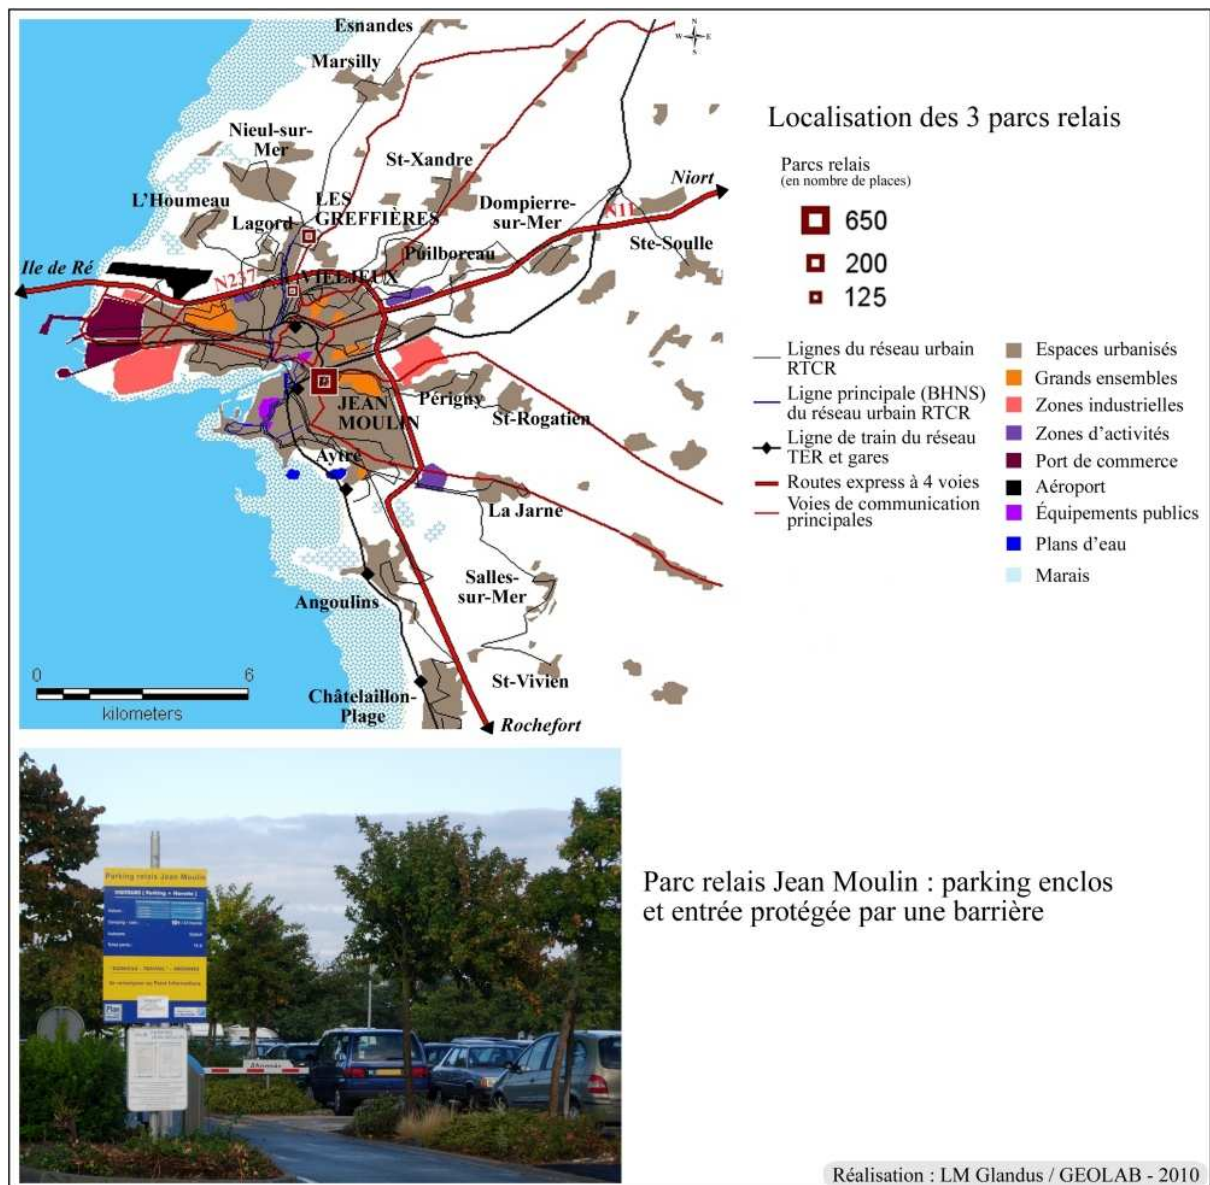 Esnandes
N
W E
S
Marsilly
Localisation des 3 parcs relais
Nieul-sur-
Mer
St-Xandre
Parcs relais
(en nombre de places)
Niort
L'Houmeau
LES
GREFFIÈRES
Dompierre-
sur-Mer
N11
650
Lagord
Puilboreau
Ste-Soulle
Ile de Ré
N237
VIELJEUX
200
125
Lignes du réseau urbain
RTCR
Ligne principale (BHNS)
du réseau urbain RTCR
Ligne de train du réseau
TER et gares
Routes express à 4 voies
Voies de communication
principales
Espaces urbanisés
Grands ensembles
Zones industrielles
Zones d'activités
Port de commerce
Aéroport
Équipements publics
Plans d'eau
Marais
JEAN
MOULIN
Périgny
St-Rogatien
Aytré
La Jarne
Salles-
sur-Mer
Angoulins
0 6
kilometers
St-Vivien
Châtelaillon-
Plage
Rochefort
Parking relais Jean Moulin
Abonnés
Parc relais Jean Moulin : parking enclos
et entrée protégée par une barrière
Réalisation : LM Glandus / GEOLAB - 2010